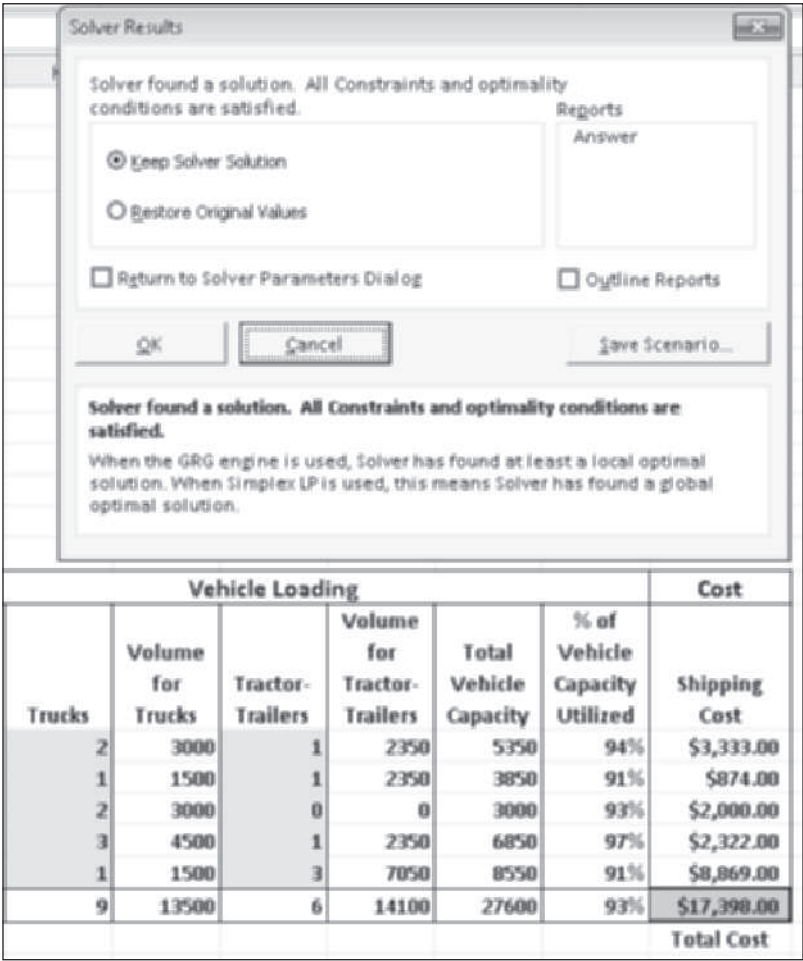 Solver Results
Solver found a solution. All Constraints and optimality
conditions are satisfied.
Reports
Answer
Keep Solver Solution
Restore Original Values
Return to Solver Parameters Dialog
Outline Reports
OK
Cancel
Save Scenario...
Solver found a solution. All Constraints and optimality conditions are
satisfied.
When the GRG engine is used, Solver has found at least a local optimal
solution. When Simplex LP is used, this means Solver has found a global
optimal solution.
Vehicle Loading Cost
Trucks Volume for Trucks Tractor-Trailers Volume for Tractor-Trailers Total Vehicle Capacity % of Vehicle Capacity Utilized Shipping Cost
2 3000 1 2350 5350 94% $3,333.00
1 1500 1 2350 3850 91% $874.00
2 3000 0 0 3000 93% $2,000.00
3 4500 1 2350 6850 97% $2,322.00
1 1500 3 7050 8550 91% $8,869.00
9 13500 6 14100 27600 93% $17,398.00
Total Cost